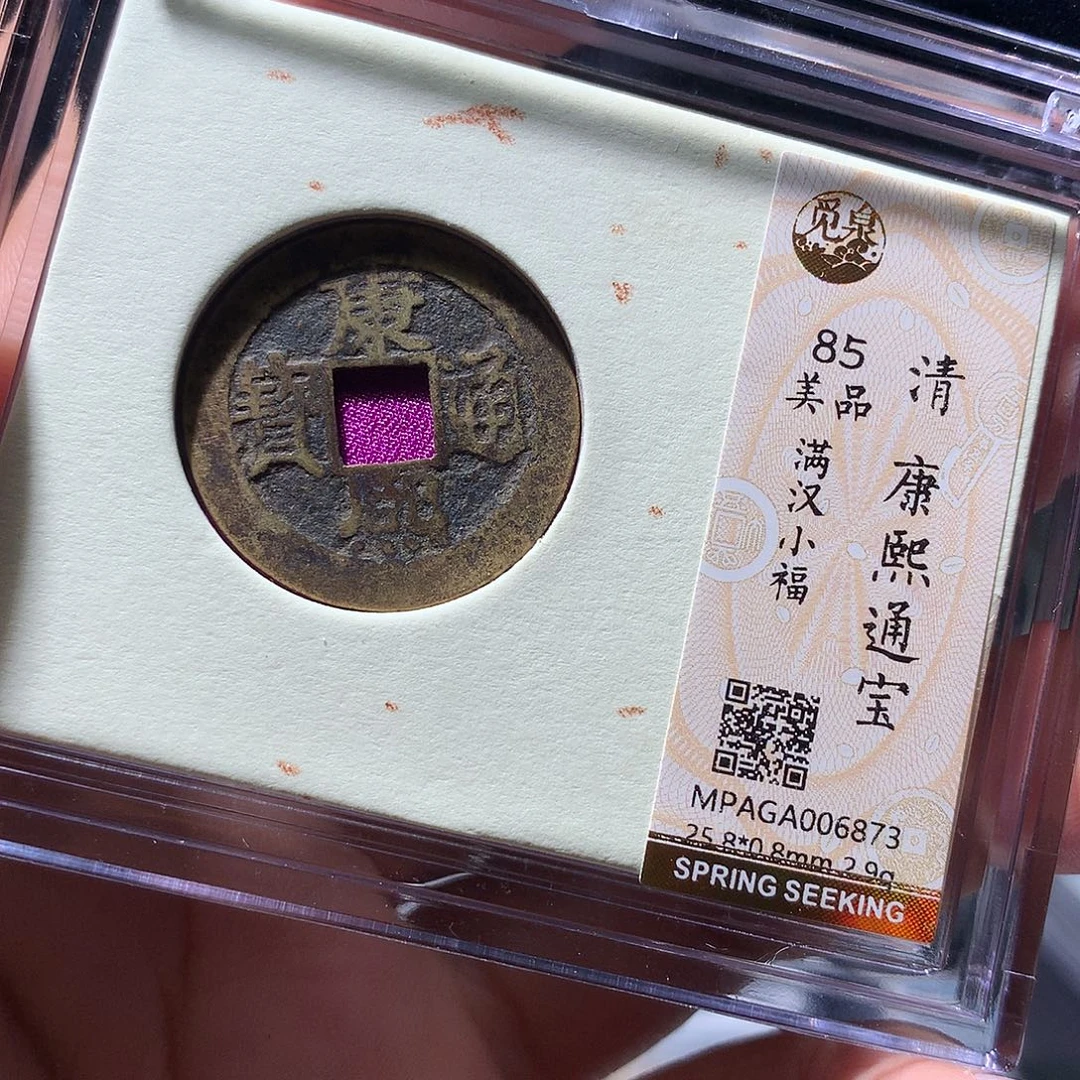 康熙通寶
觅泉
清 康熙通宝
85
美品
满汉小福
MPAGA006873
25.8*0.8mm 2.9g
SPRING SEEKING